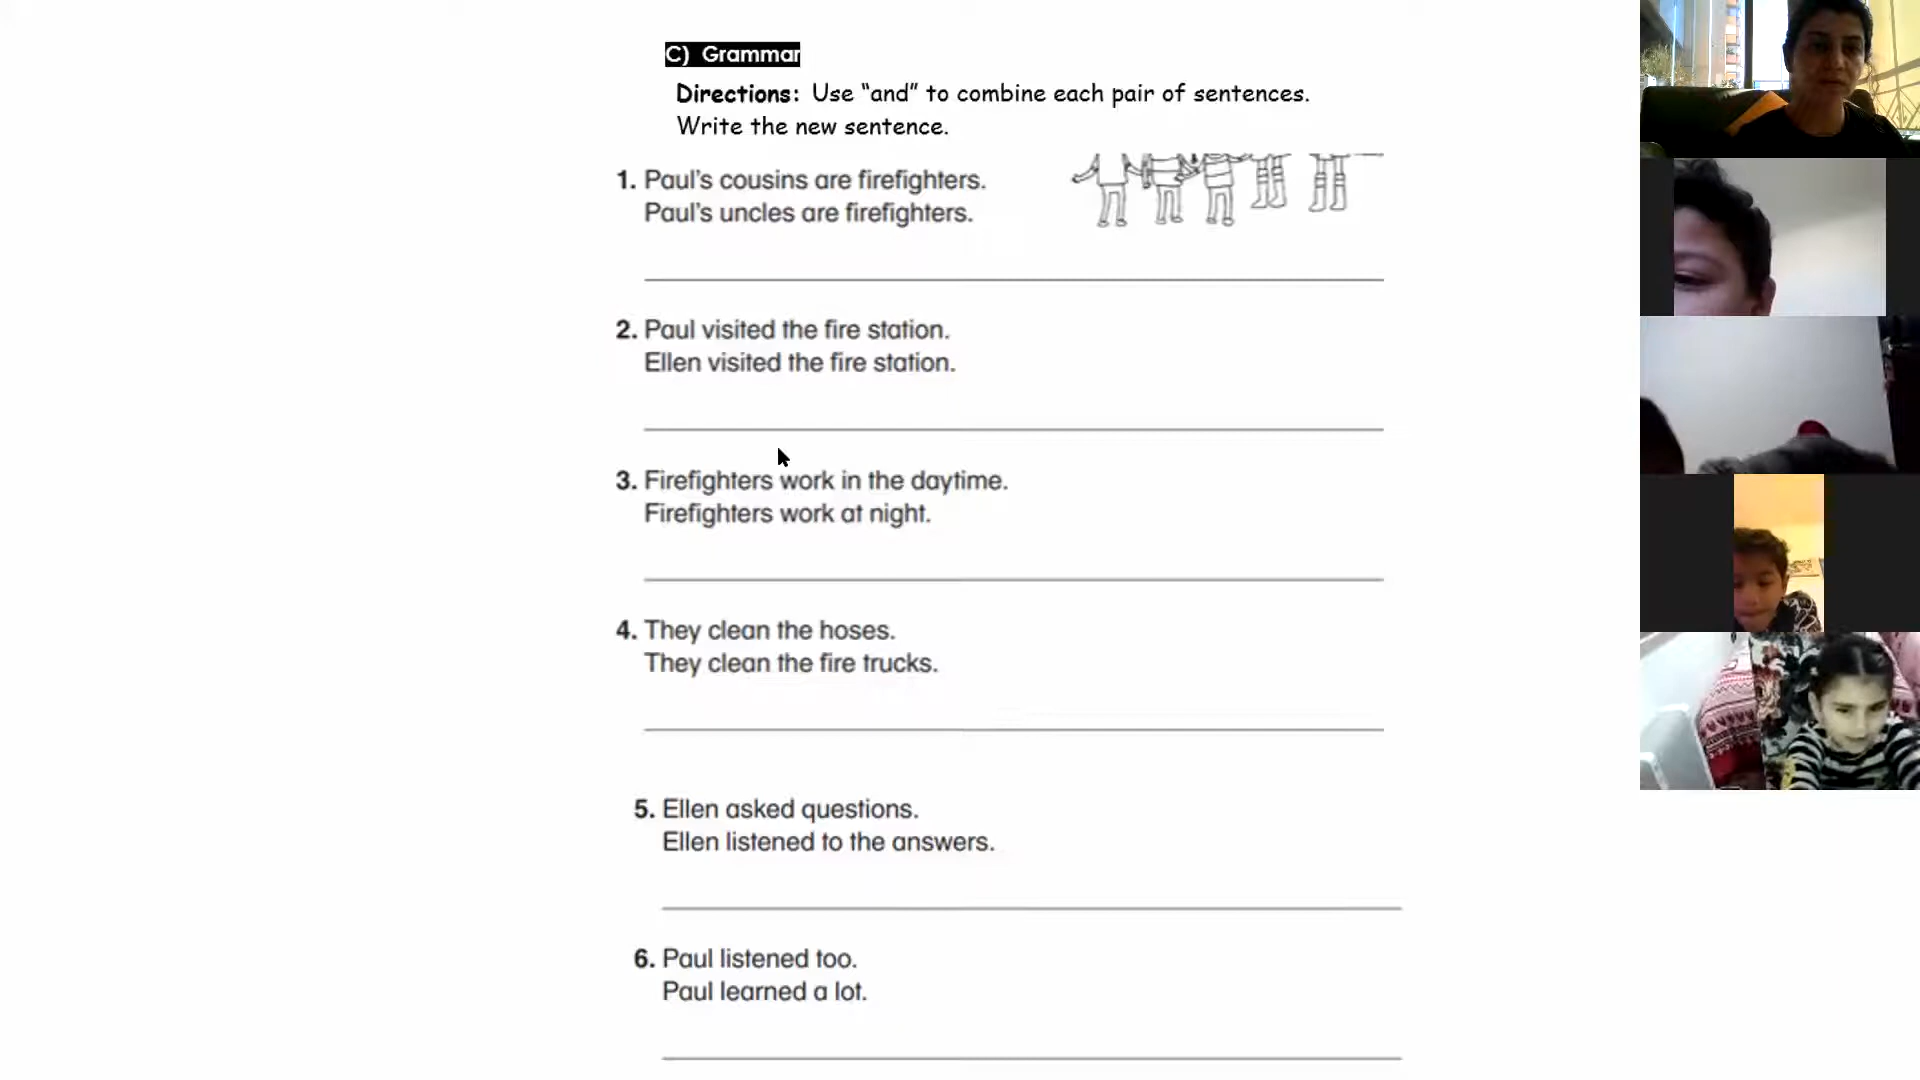 C) Grammar
Directions: Use “and” to combine each pair of sentences.
Write the new sentence.
1. Paul’s cousins are firefighters.
Paul’s uncles are firefighters.
2. Paul visited the fire station.
Ellen visited the fire station.
3. Firefighters work in the daytime.
Firefighters work at night.
4. They clean the hoses.
They clean the fire trucks.
5. Ellen asked questions.
Ellen listened to the answers.
6. Paul listened too.
Paul learned a lot.